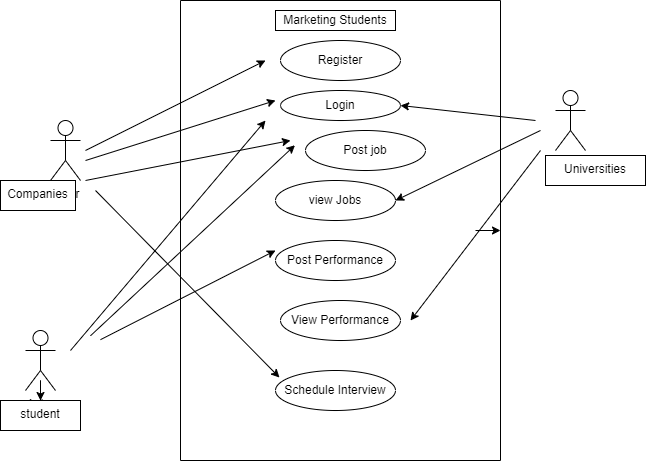 Marketing Students
Register
Login
Post job
Companies r
Universities
view Jobs
Post Performance
View Performance
Schedule Interview
student